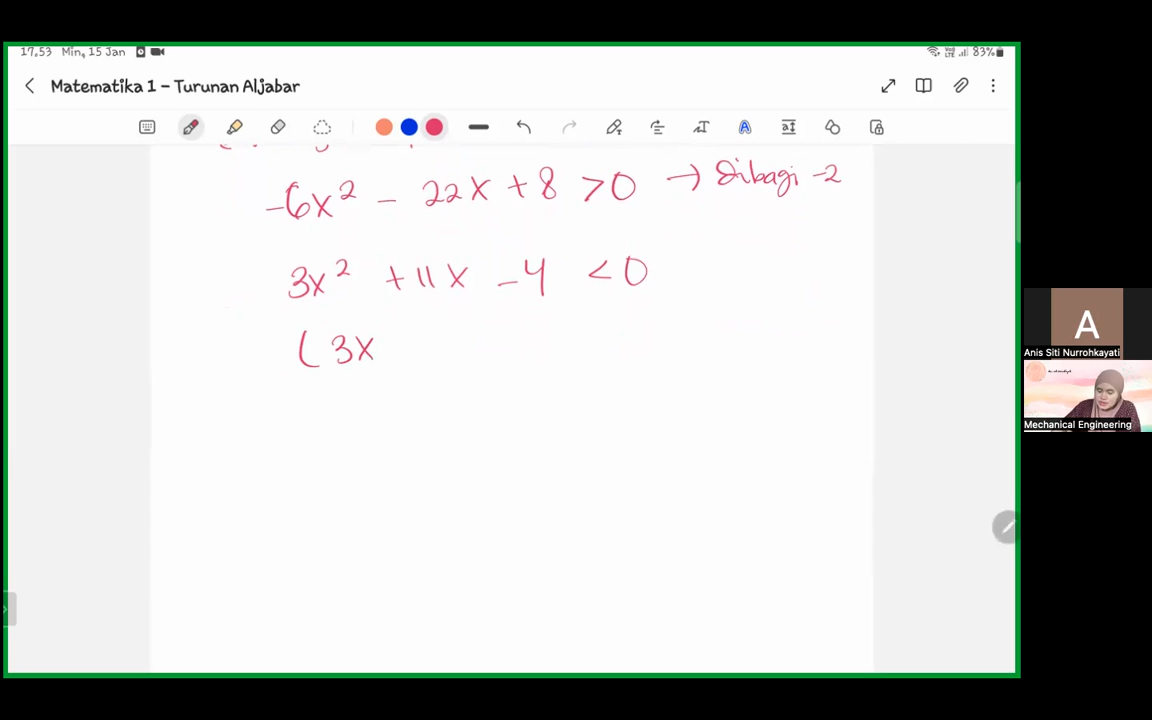 17.53 Min, 15 Jan 83%
Matematika 1 – Turunan Aljabar
-6x² - 22x + 8 > 0 → dibagi -2
3x² + 11x - 4 < 0
( 3x
A
Anis Siti Nurrohkayati
Mechanical Engineering